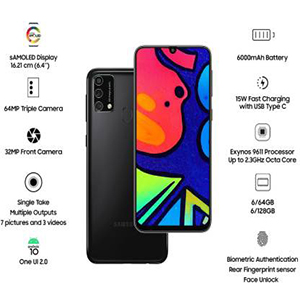 sAMOLED Display
16.21 cm (6.4")
64MP Triple Camera
32MP Front Camera
Single Take
Multiple Outputs
7 pictures and 3 videos
10
One UI 2.0
SAMSUNG
6000mAh Battery
15W Fast Charging
with USB Type C
Exynos 9611 Processor
Up to 2.3GHz Octa Core
6/64GB
6/128GB
Biometric Authentication
Rear Fingerprint sensor
Face Unlock